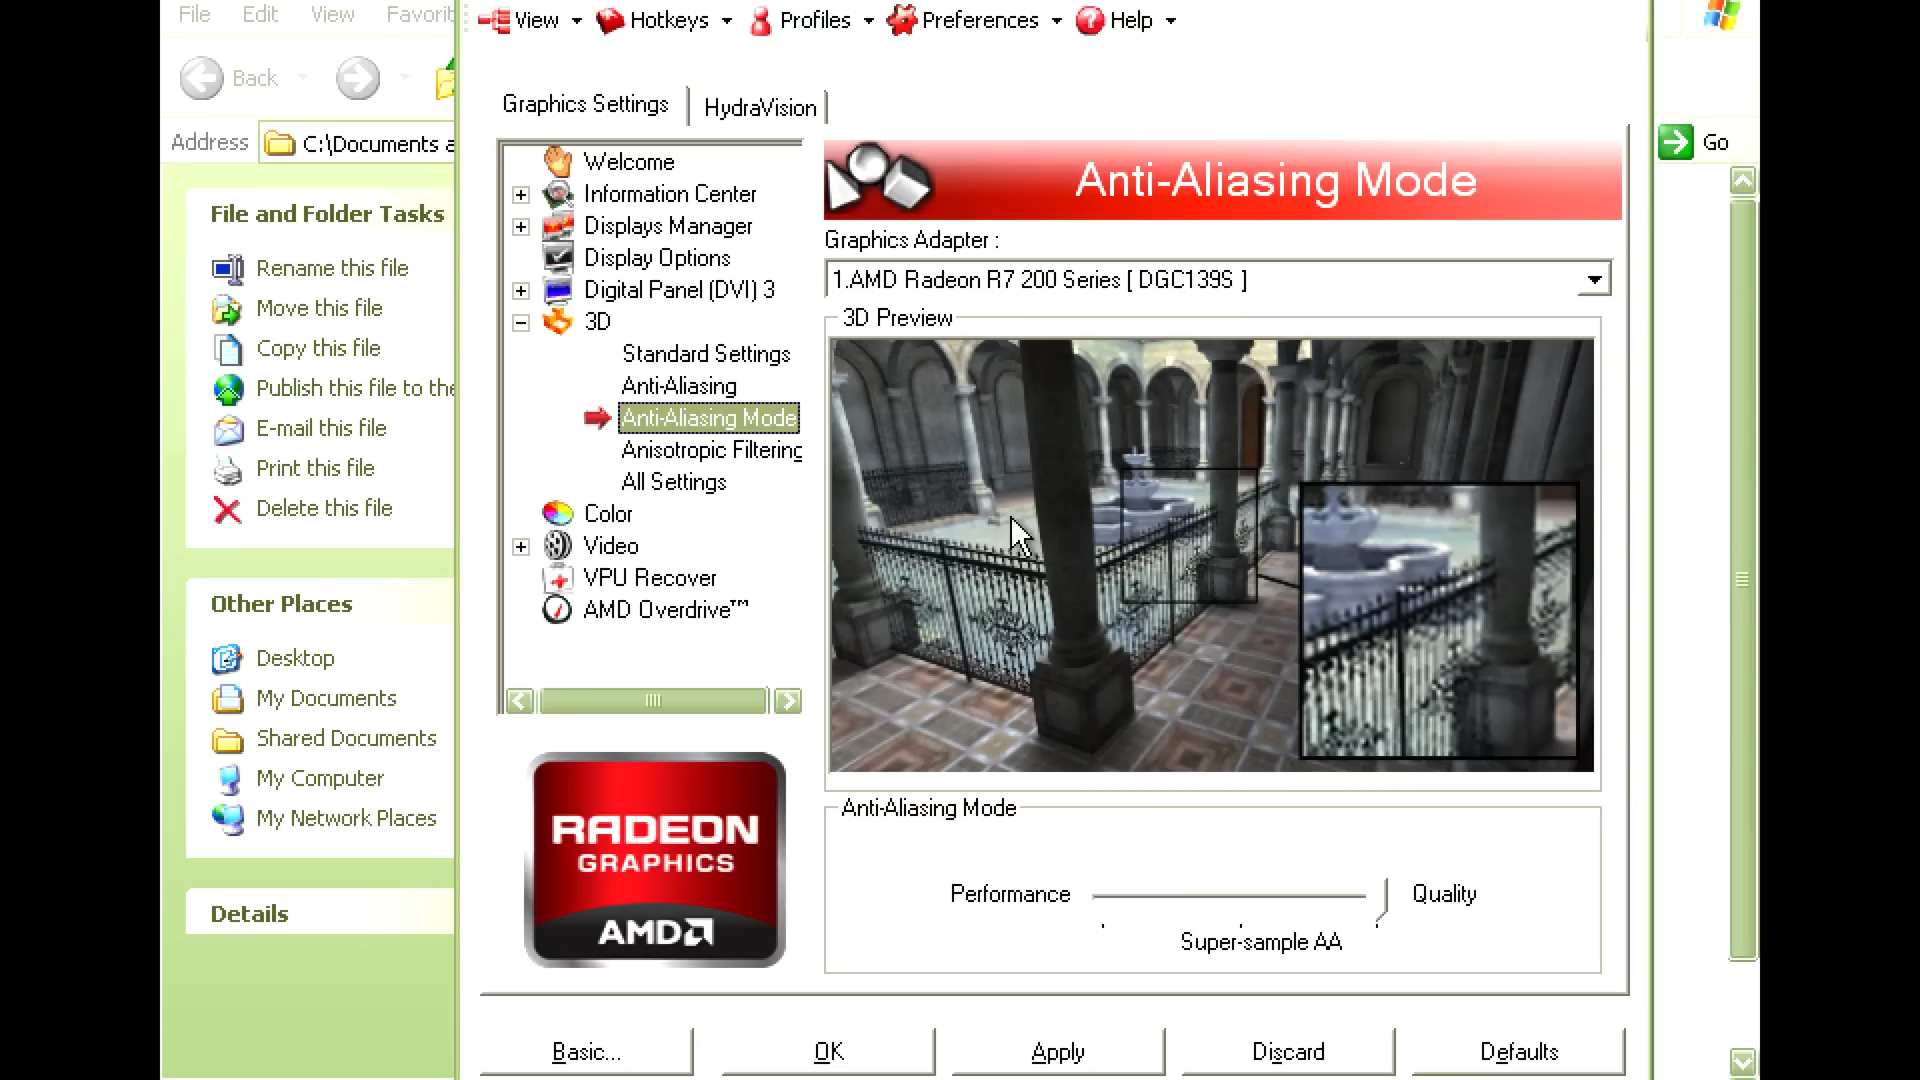 File Edit View Favorit
View Hotkeys Profiles Preferences Help
Back
Address C:\Documents a
Go
File and Folder Tasks
Rename this file
Move this file
Copy this file
Publish this file to the
E-mail this file
Print this file
Delete this file
Other Places
Desktop
My Documents
Shared Documents
My Computer
My Network Places
Details
Graphics Settings
HydraVision
Welcome
Information Center
Displays Manager
Display Options
Digital Panel (DVI) 3
3D
Standard Settings
Anti-Aliasing
Anti-Aliasing Mode
Anisotropic Filtering
All Settings
Color
Video
VPU Recover
AMD Overdrive™
RADEON
GRAPHICS
AMD
Anti-Aliasing Mode
Graphics Adapter :
1.AMD Radeon R7 200 Series [ DGC139S ]
3D Preview
Anti-Aliasing Mode
Performance Quality
Super-sample AA
Basic... OK Apply Discard Defaults